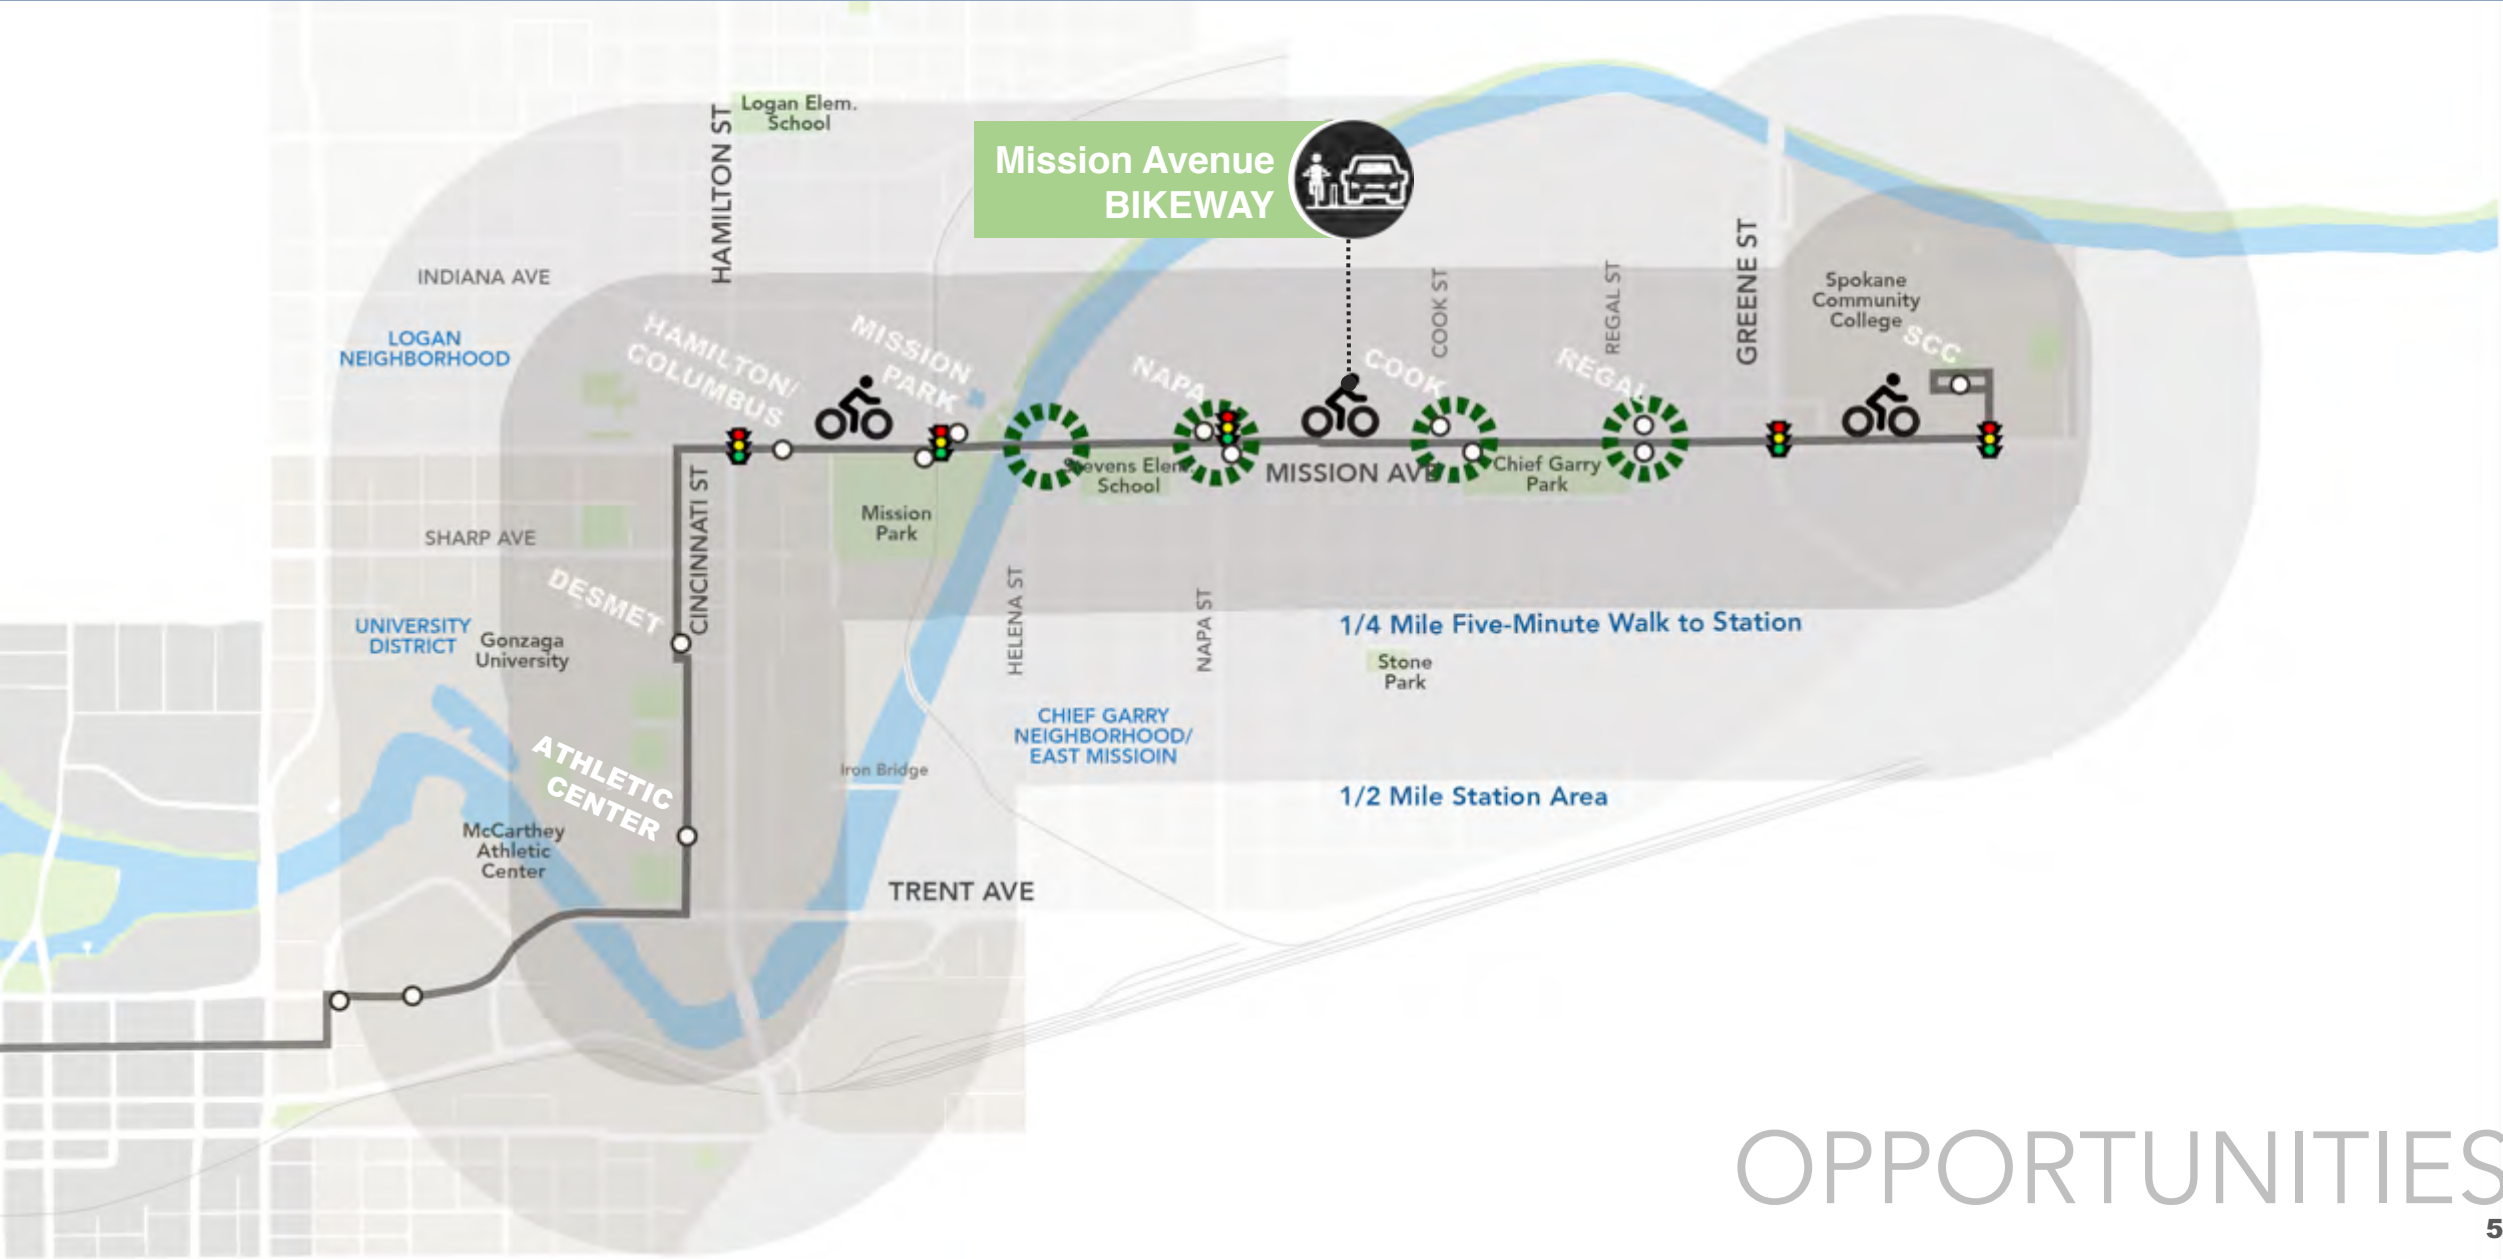 Logan Elem.
School
HAMILTON ST
Mission Avenue
BIKEWAY
INDIANA AVE
LOGAN
NEIGHBORHOOD
HAMILTON/
COLUMBUS
MISSION
PARK
NAPA
COOK
COOK ST
REGAL
REGAL ST
GREENE ST
Spokane
Community
College
SCC
Stevens Elem.
School
MISSION AVE
Chief Garry
Park
Mission
Park
SHARP AVE
CINCINNATI ST
DESMET
UNIVERSITY
DISTRICT
Gonzaga
University
HELENA ST
NAPA ST
1/4 Mile Five-Minute Walk to Station
Stone
Park
CHIEF GARRY
NEIGHBORHOOD/
EAST MISSIOIN
ATHLETIC
CENTER
Iron Bridge
1/2 Mile Station Area
McCarthey
Athletic
Center
TRENT AVE
OPPORTUNITIES
5